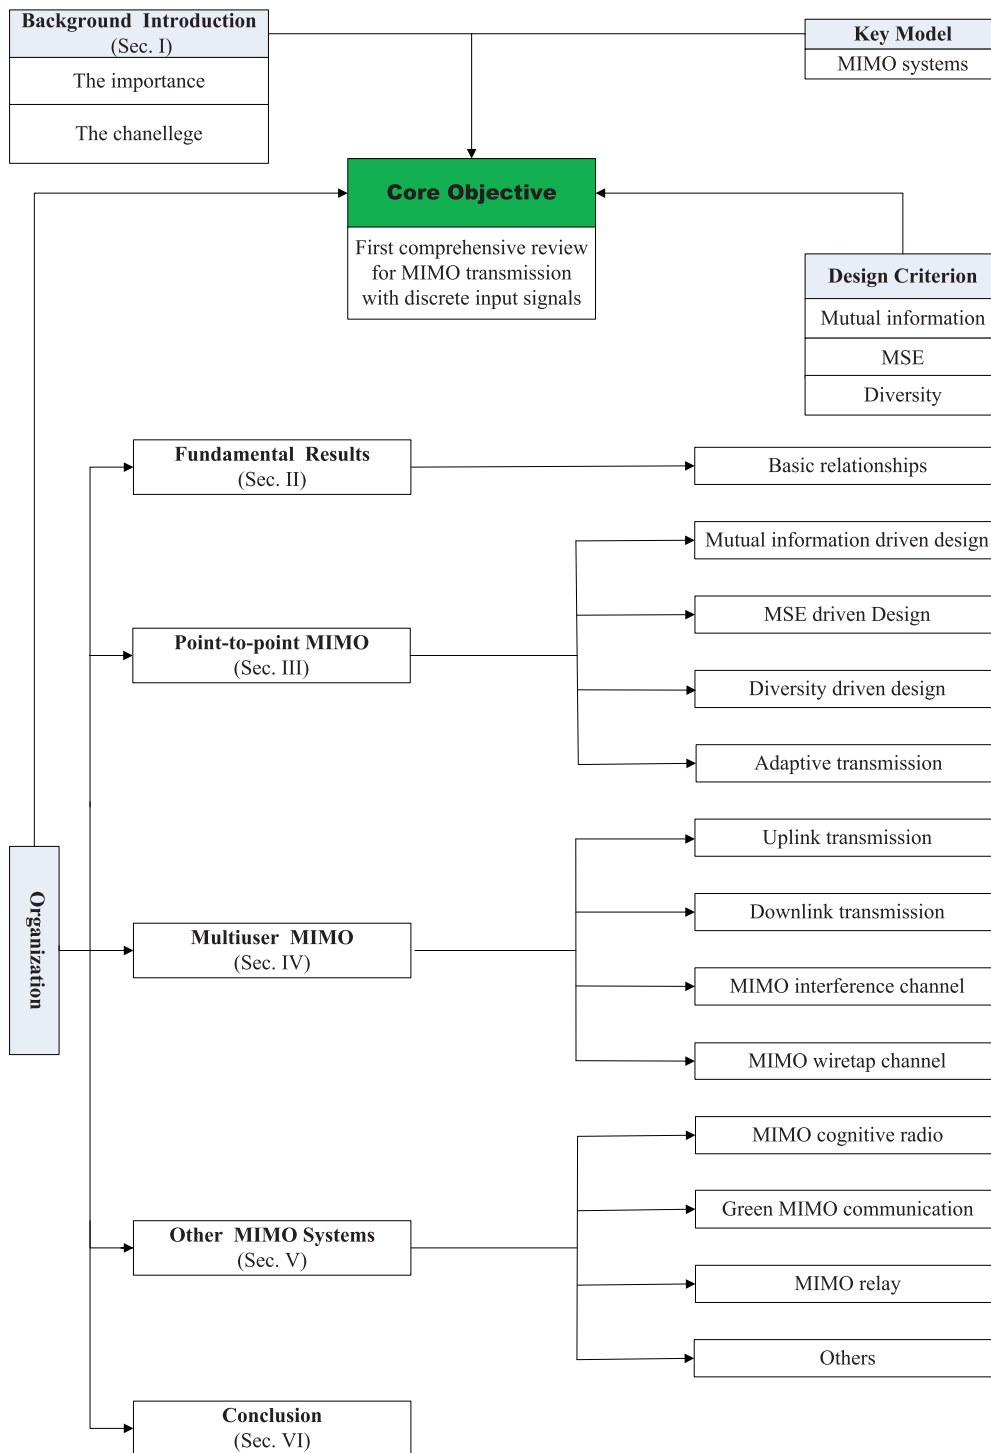 Background Introduction
(Sec. I)
The importance
The chanellege
Key Model
MIMO systems
Core Objective
First comprehensive review
for MIMO transmission
with discrete input signals
Design Criterion
Mutual information
MSE
Diversity
Organization
Fundamental Results
(Sec. II)
Basic relationships
Point-to-point MIMO
(Sec. III)
Mutual information driven design
MSE driven Design
Diversity driven design
Adaptive transmission
Multiuser MIMO
(Sec. IV)
Uplink transmission
Downlink transmission
MIMO interference channel
MIMO wiretap channel
Other MIMO Systems
(Sec. V)
MIMO cognitive radio
Green MIMO communication
MIMO relay
Others
Conclusion
(Sec. VI)